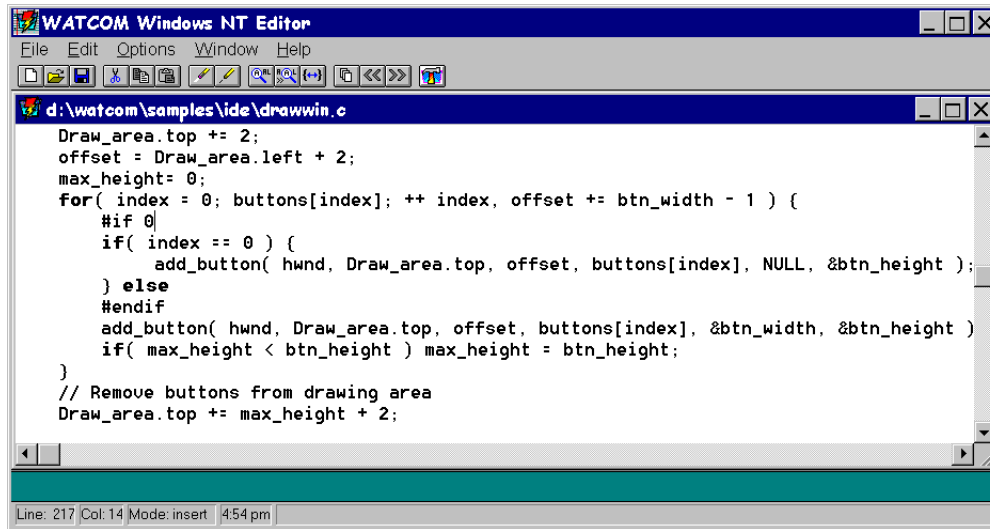 WATCOM Windows NT Editor
File Edit Options Window Help
d:\watcom\samples\ide\drawwin.c
Draw_area.top += 2;
offset = Draw_area.left + 2;
max_height= 0;
for( index = 0; buttons[index]; ++ index, offset += btn_width - 1 ) {
#if 0
if( index == 0 ) {
add_button( hwnd, Draw_area.top, offset, buttons[index], NULL, &btn_height );
} else
#endif
add_button( hwnd, Draw_area.top, offset, buttons[index], &btn_width, &btn_height )
if( max_height < btn_height ) max_height = btn_height;
}
// Remove buttons from drawing area
Draw_area.top += max_height + 2;
Line: 217 Col: 14 Mode: insert 4:54 pm